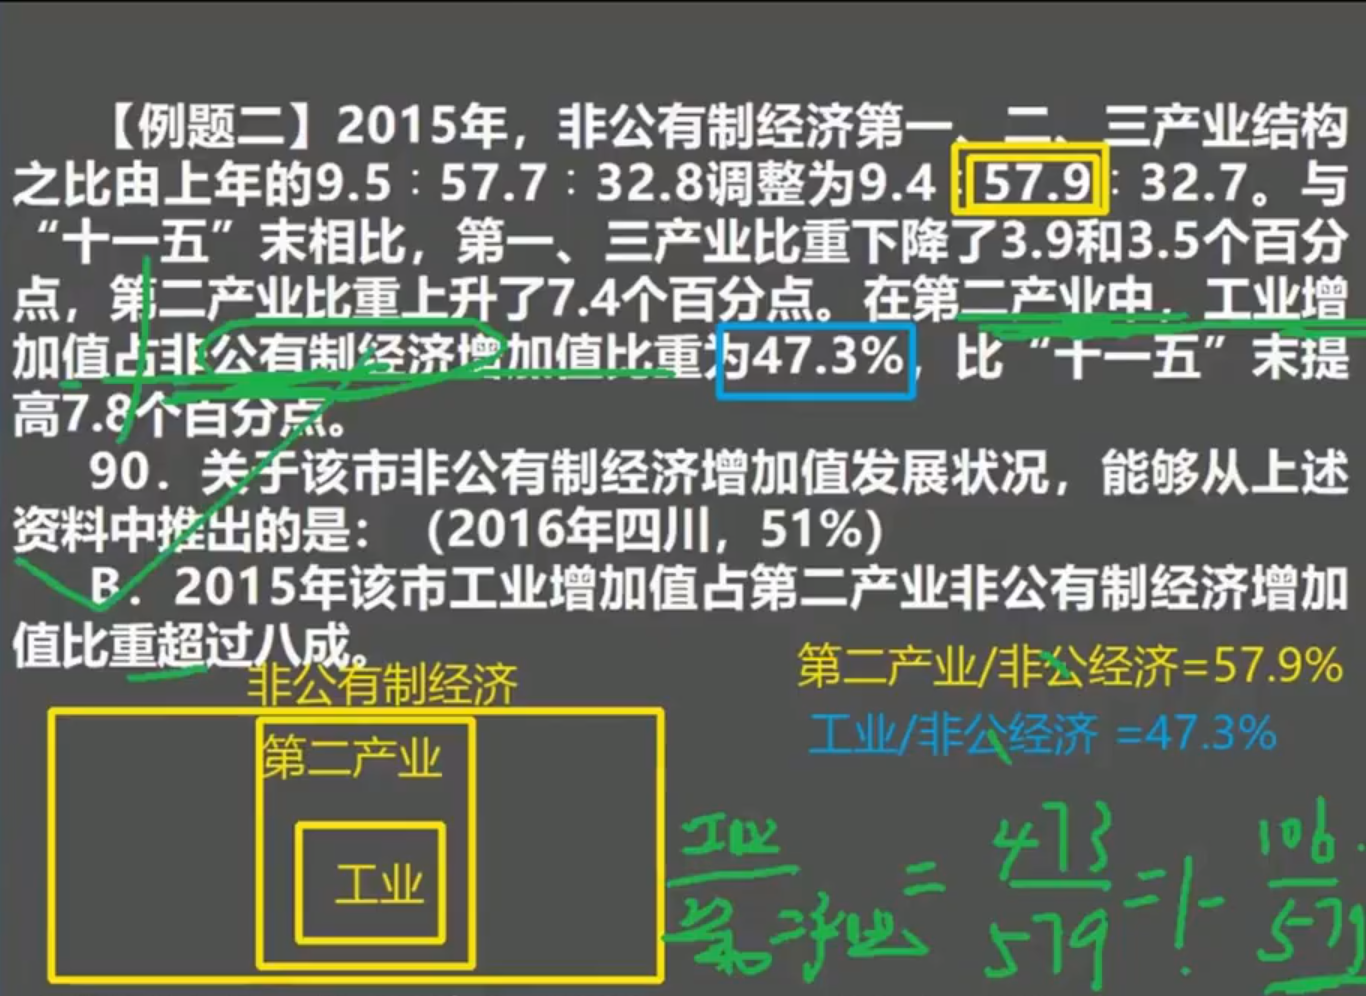 【例题二】2015年，非公有制经济第一、二、三产业结构
之比由上年的9.5︰57.7︰32.8调整为9.4︰57.9︰32.7。与
“十一五”末相比，第一、三产业比重下降了3.9和3.5个百分
点，第二产业比重上升了7.4个百分点。在第二产业中，工业增
加值占非公有制经济增加值比重为47.3%，比“十一五”末提
高7.8个百分点。
90．关于该市非公有制经济增加值发展状况，能够从上述
资料中推出的是：（2016年四川，51%）
B．2015年该市工业增加值占第二产业非公有制经济增加
值比重超过八成。
非公有制经济
第二产业/非公经济=57.9%
工业/非公经济 =47.3%
第二产业
工业
工业/第二产业 = 473/579 = 1 - 106/579